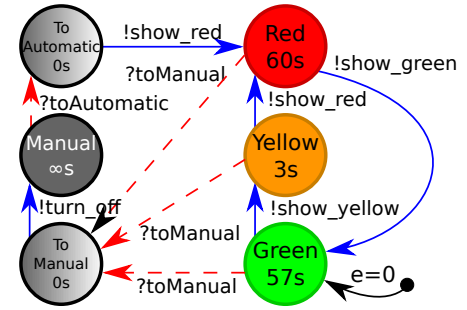 To
Automatic
0s
!show_red
Red
60s
?toManual
!show_green
?toAutomatic
!show_red
Manual
∞s
Yellow
3s
!turn_off
!show_yellow
?toManual
To
Manual
0s
Green
57s
?toManual
e=0